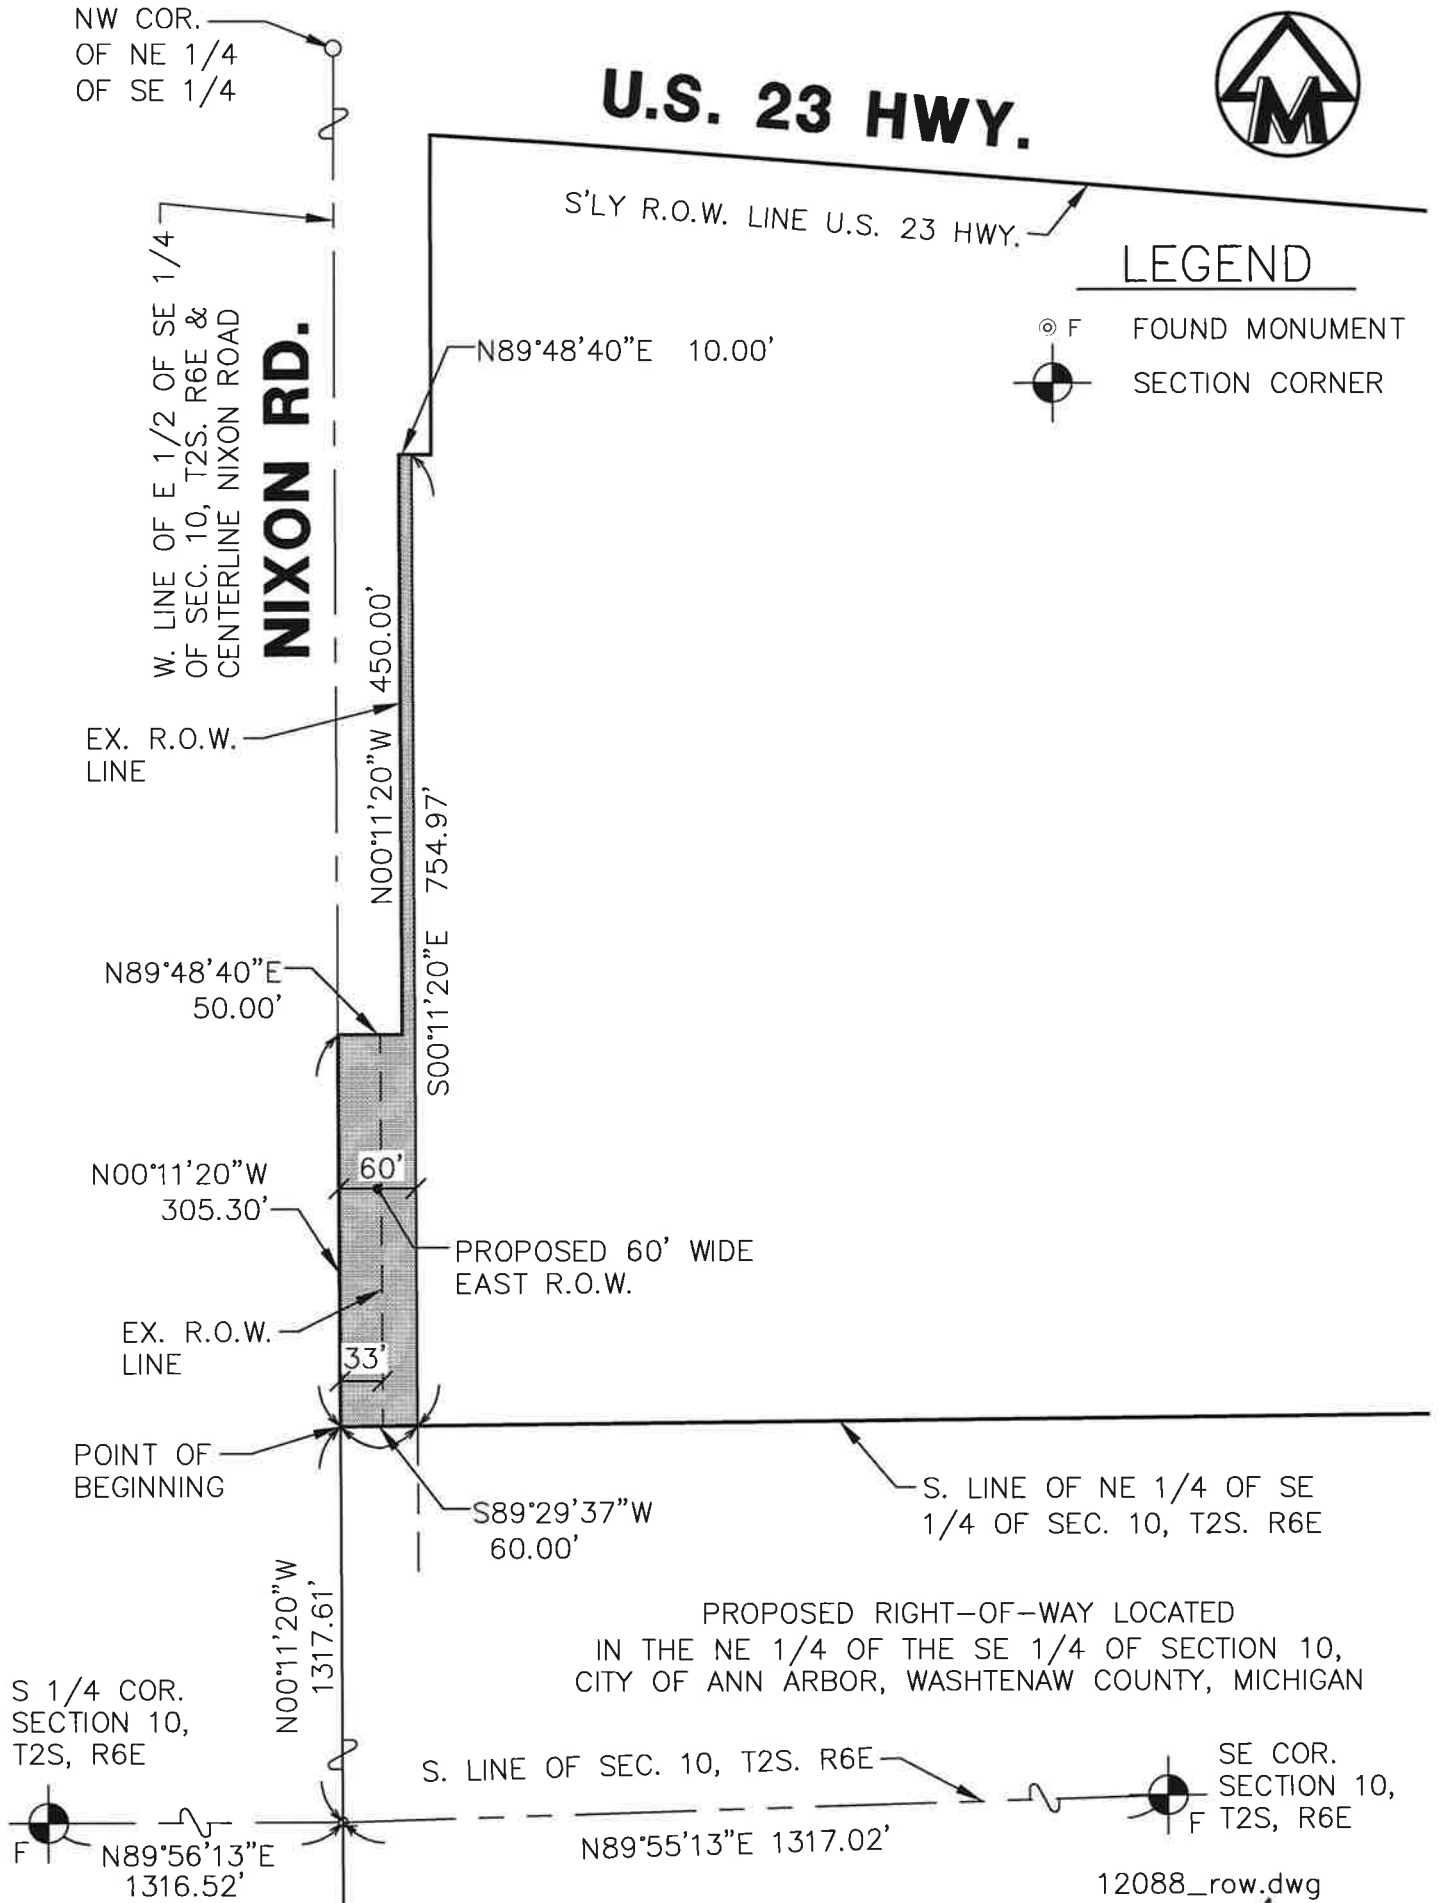 NW COR.
OF NE 1/4
OF SE 1/4
U.S. 23 HWY.
M
S'LY R.O.W. LINE U.S. 23 HWY.
LEGEND
F FOUND MONUMENT
SECTION CORNER
W. LINE OF E 1/2 OF SE 1/4
OF SEC. 10, T2S. R6E &
CENTERLINE NIXON ROAD
NIXON RD.
N89°48'40"E 10.00'
N00°11'20"W 450.00'
EX. R.O.W.
LINE
S00°11'20"E 754.97'
N89°48'40"E
50.00'
N00°11'20"W
305.30'
60'
PROPOSED 60' WIDE
EAST R.O.W.
EX. R.O.W.
LINE
33'
POINT OF
BEGINNING
S89°29'37"W
60.00'
S. LINE OF NE 1/4 OF SE
1/4 OF SEC. 10, T2S. R6E
N00°11'20"W
1317.61'
PROPOSED RIGHT-OF-WAY LOCATED
IN THE NE 1/4 OF THE SE 1/4 OF SECTION 10,
CITY OF ANN ARBOR, WASHTENAW COUNTY, MICHIGAN
S 1/4 COR.
SECTION 10,
T2S, R6E
F
S. LINE OF SEC. 10, T2S. R6E
SE COR.
SECTION 10,
T2S, R6E
F
N89°56'13"E
1316.52'
N89°55'13"E 1317.02'
12088_row.dwg